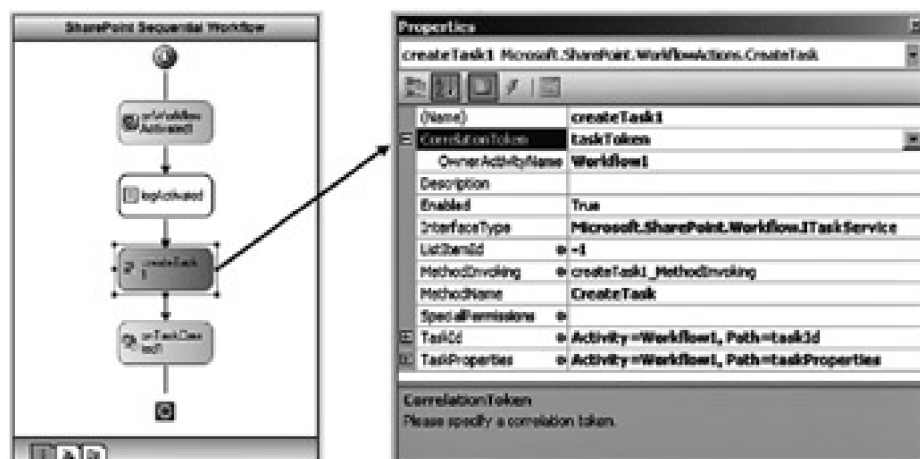 SharePoint Sequential Workflow
onWorkflow
Activated1
logActivated
createTask
1
onTaskCrea
ted1
Properties
createTask1 Microsoft.SharePoint.WorkflowActions.CreateTask
(Name) createTask1
CorrelationToken taskToken
OwnerActivityName Workflow1
Description
Enabled True
InterfaceType Microsoft.SharePoint.Workflow.ITaskService
ListItemId -1
MethodInvoking createTask1_MethodInvoking
MethodName CreateTask
SpecialPermissions
TaskId Activity=Workflow1, Path=taskId
TaskProperties Activity=Workflow1, Path=taskProperties
CorrelationToken
Please specify a correlation token.